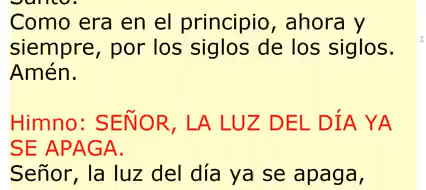 Santo.
Como era en el principio, ahora y
siempre, por los siglos de los siglos.
Amén.
Himno: SEÑOR, LA LUZ DEL DÍA YA
SE APAGA.
Señor, la luz del día ya se apaga,